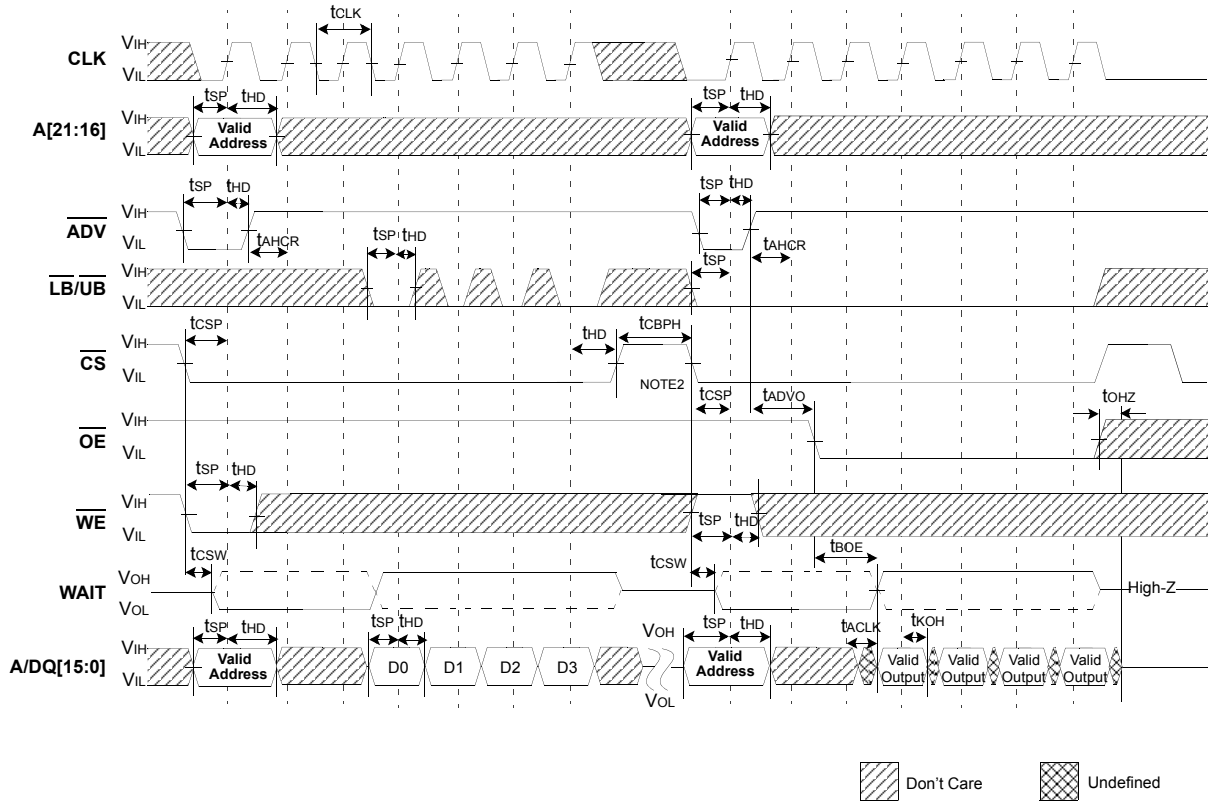 tCLK
CLK VIH
VIL
tSP tHD tSP tHD
A[21:16] VIH Valid Address Valid Address
VIL
tSP tHD tSP tHD
ADV VIH
VIL
tAHCR tSP tHD tAHCR
LB/UB VIH tSP
VIL
tCSP tHD tCBPH
CS VIH
VIL
NOTE2
tCSP tADVO tOHZ
OE VIH
VIL
tSP tHD
WE VIH
VIL
tSP tHD
tCSW tCSW tBOE
WAIT VOH High-Z
VOL
tSP tHD tSP tHD VOH tSP tHD tACLK tKOH
A/DQ[15:0] VIH Valid Address D0 D1 D2 D3 Valid Address Valid Output Valid Output Valid Output Valid Output
VIL VOL
Don't Care Undefined